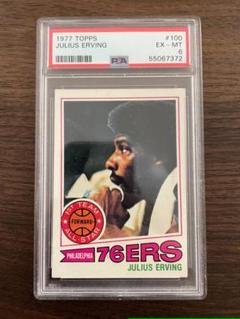 1977 TOPPS #100
JULIUS ERVING EX - MT
PSA 6
55067372
1ST TEAM
FORWARD
ALL-STAR
PHILADELPHIA 76ERS
JULIUS ERVING